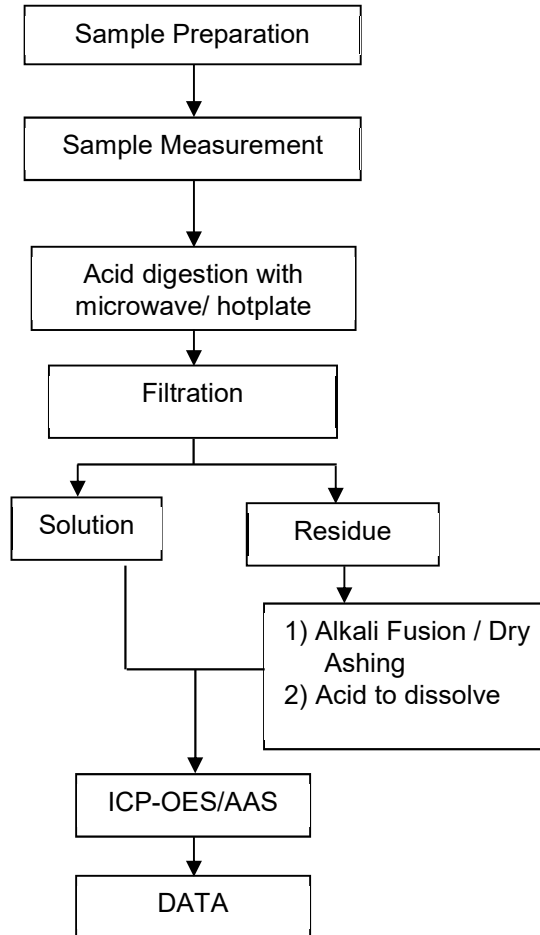 Sample Preparation
Sample Measurement
Acid digestion with
microwave/ hotplate
Filtration
Solution
Residue
1) Alkali Fusion / Dry
Ashing
2) Acid to dissolve
ICP-OES/AAS
DATA